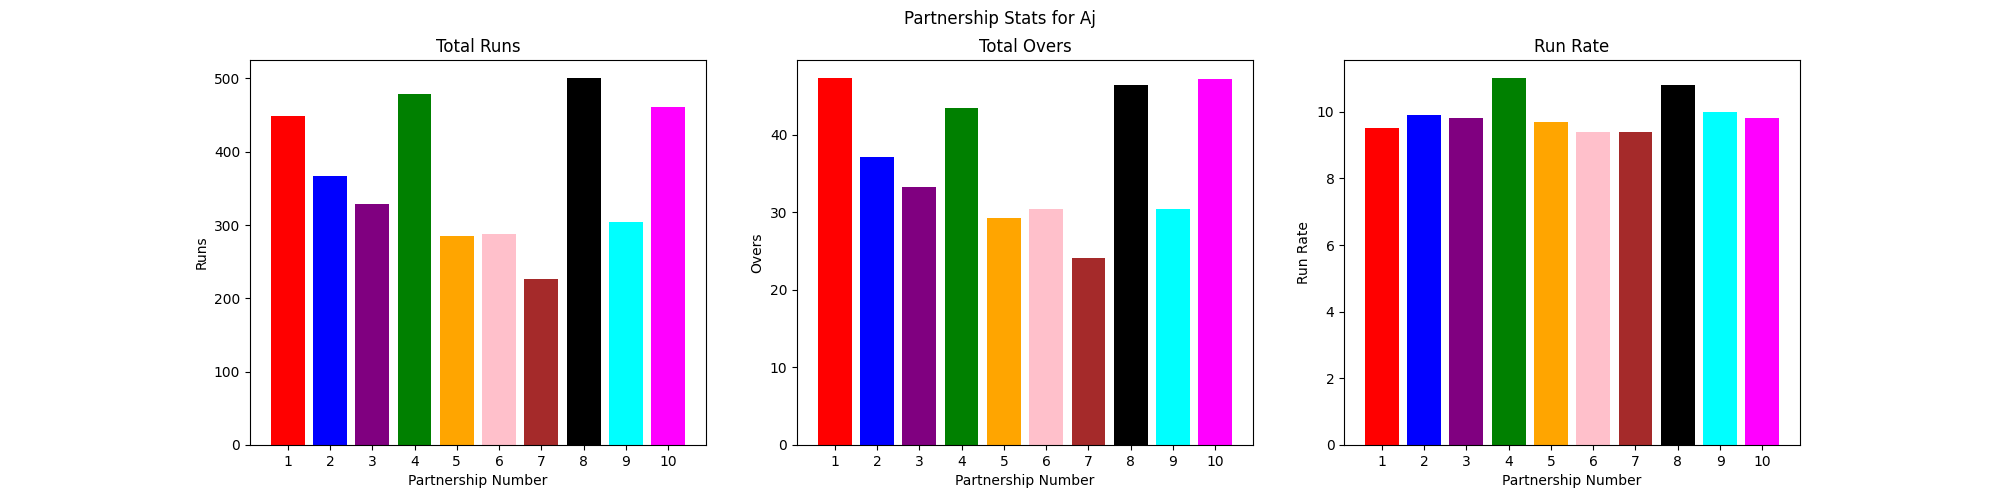 Partnership Stats for Aj
Total Runs
Runs
500
400
300
200
100
0
1 2 3 4 5 6 7 8 9 10
Partnership Number
Total Overs
Overs
40
30
20
10
0
1 2 3 4 5 6 7 8 9 10
Partnership Number
Run Rate
Run Rate
10
8
6
4
2
0
1 2 3 4 5 6 7 8 9 10
Partnership Number